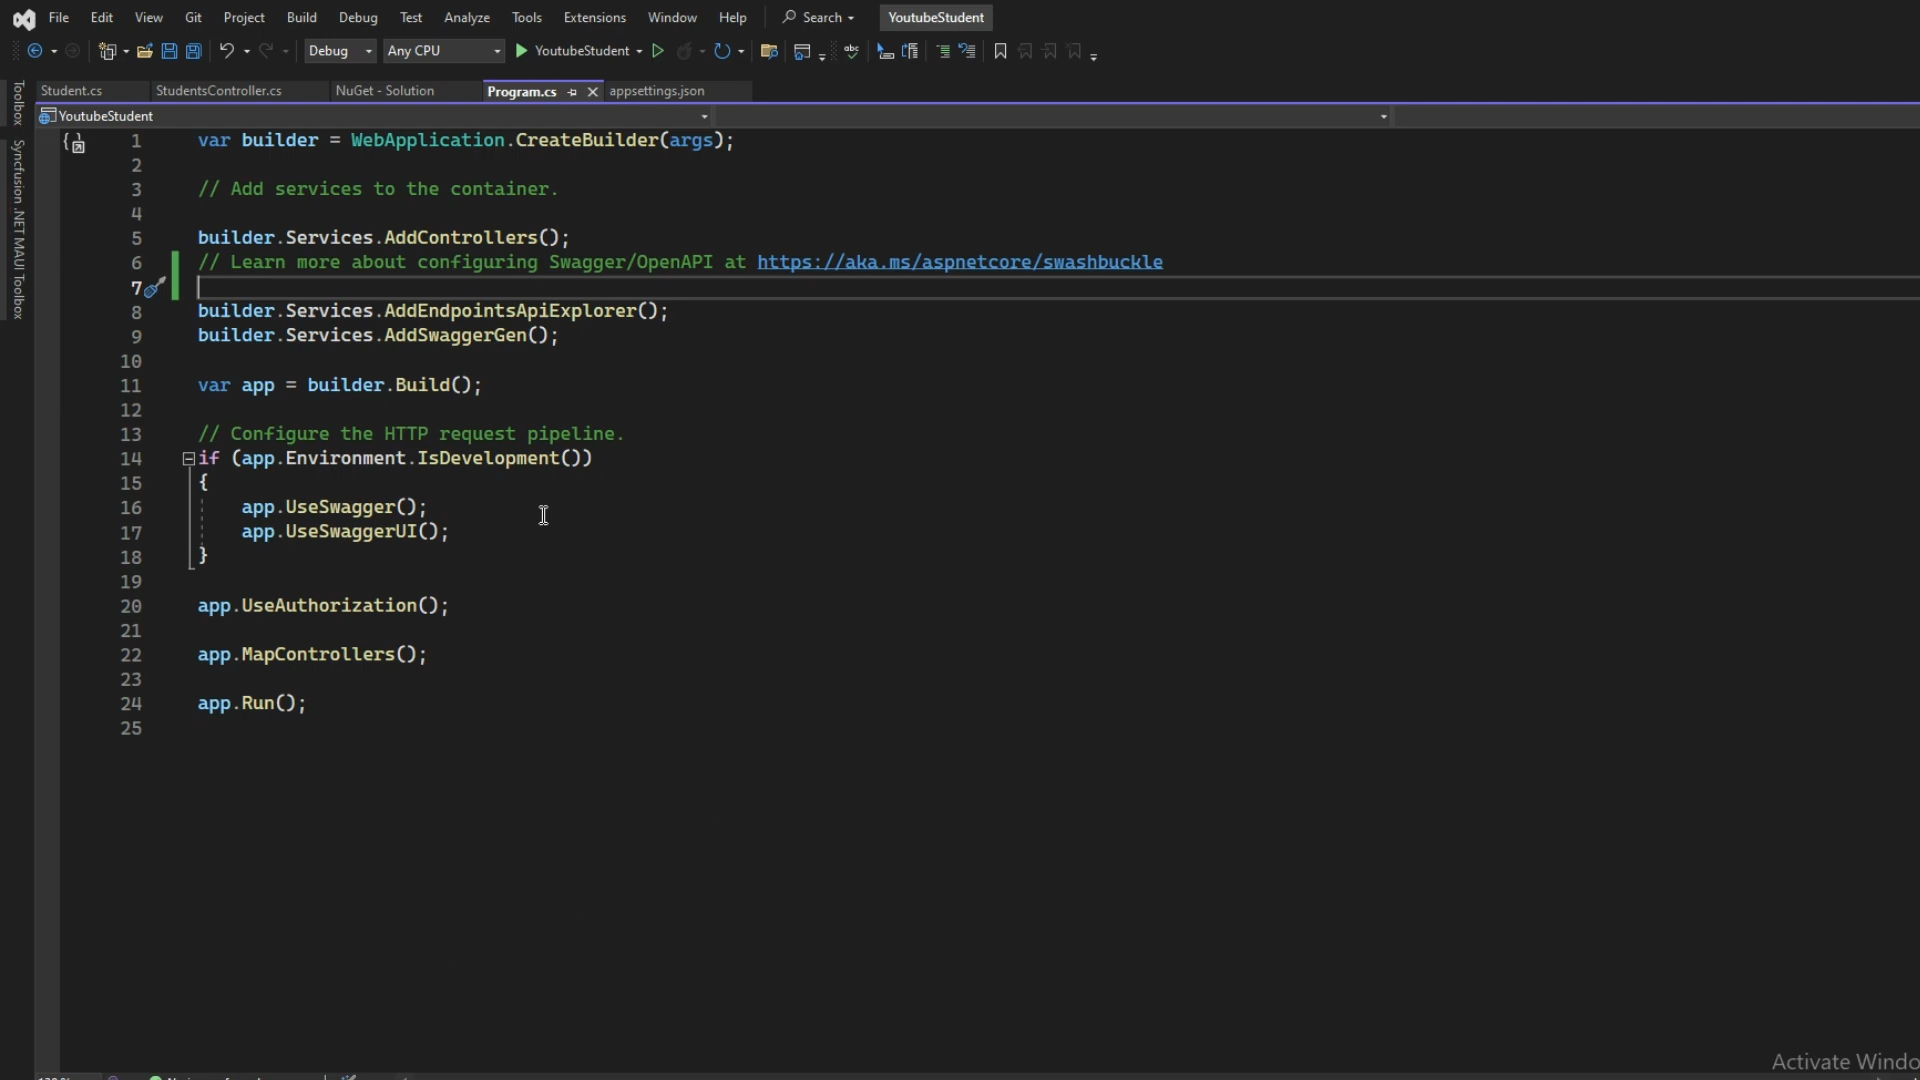 File Edit View Git Project Build Debug Test Analyze Tools Extensions Window Help Search YoutubeStudent
Debug Any CPU YoutubeStudent
Student.cs StudentsController.cs NuGet - Solution Program.cs appsettings.json
YoutubeStudent
Toolbox
Syncfusion .NET MAUI Toolbox
1 var builder = WebApplication.CreateBuilder(args);
2
3 // Add services to the container.
4
5 builder.Services.AddControllers();
6 // Learn more about configuring Swagger/OpenAPI at https://aka.ms/aspnetcore/swashbuckle
7
8 builder.Services.AddEndpointsApiExplorer();
9 builder.Services.AddSwaggerGen();
10
11 var app = builder.Build();
12
13 // Configure the HTTP request pipeline.
14 if (app.Environment.IsDevelopment())
15 {
16 app.UseSwagger();
17 app.UseSwaggerUI();
18 }
19
20 app.UseAuthorization();
21
22 app.MapControllers();
23
24 app.Run();
25
Activate Windo